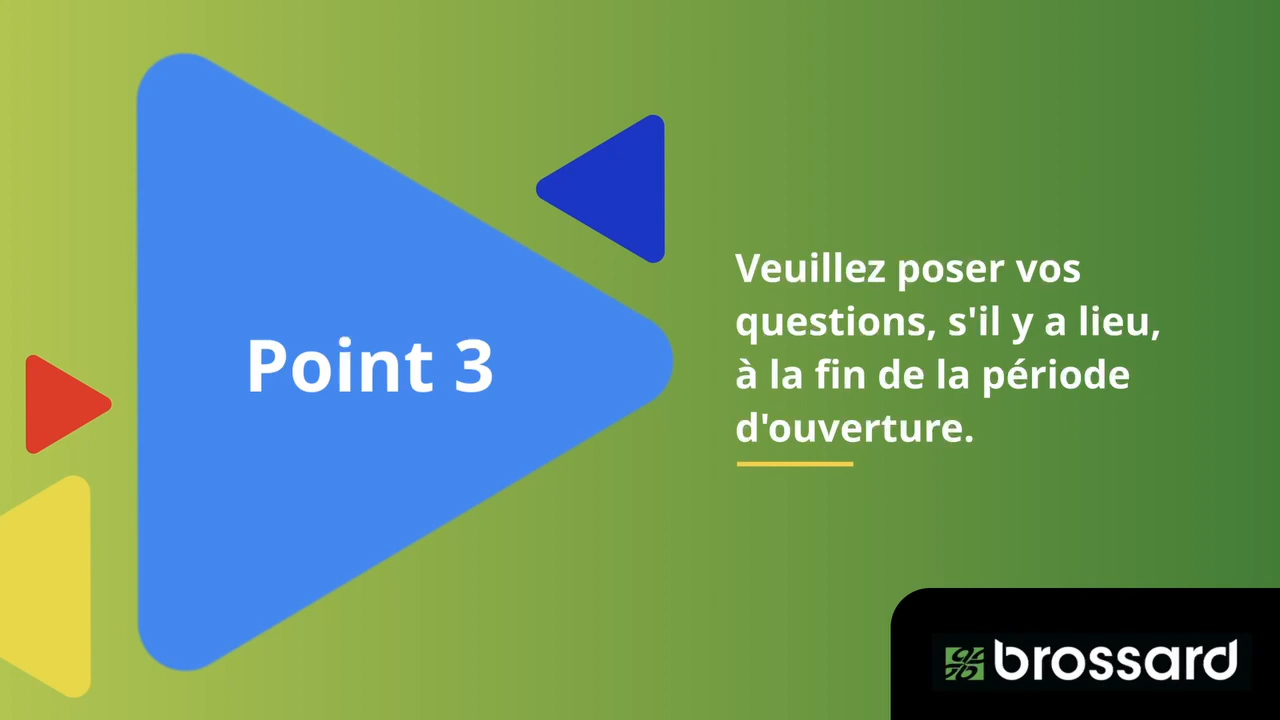 Point 3
Veuillez poser vos
questions, s'il y a lieu,
à la fin de la période
d'ouverture.
brossard